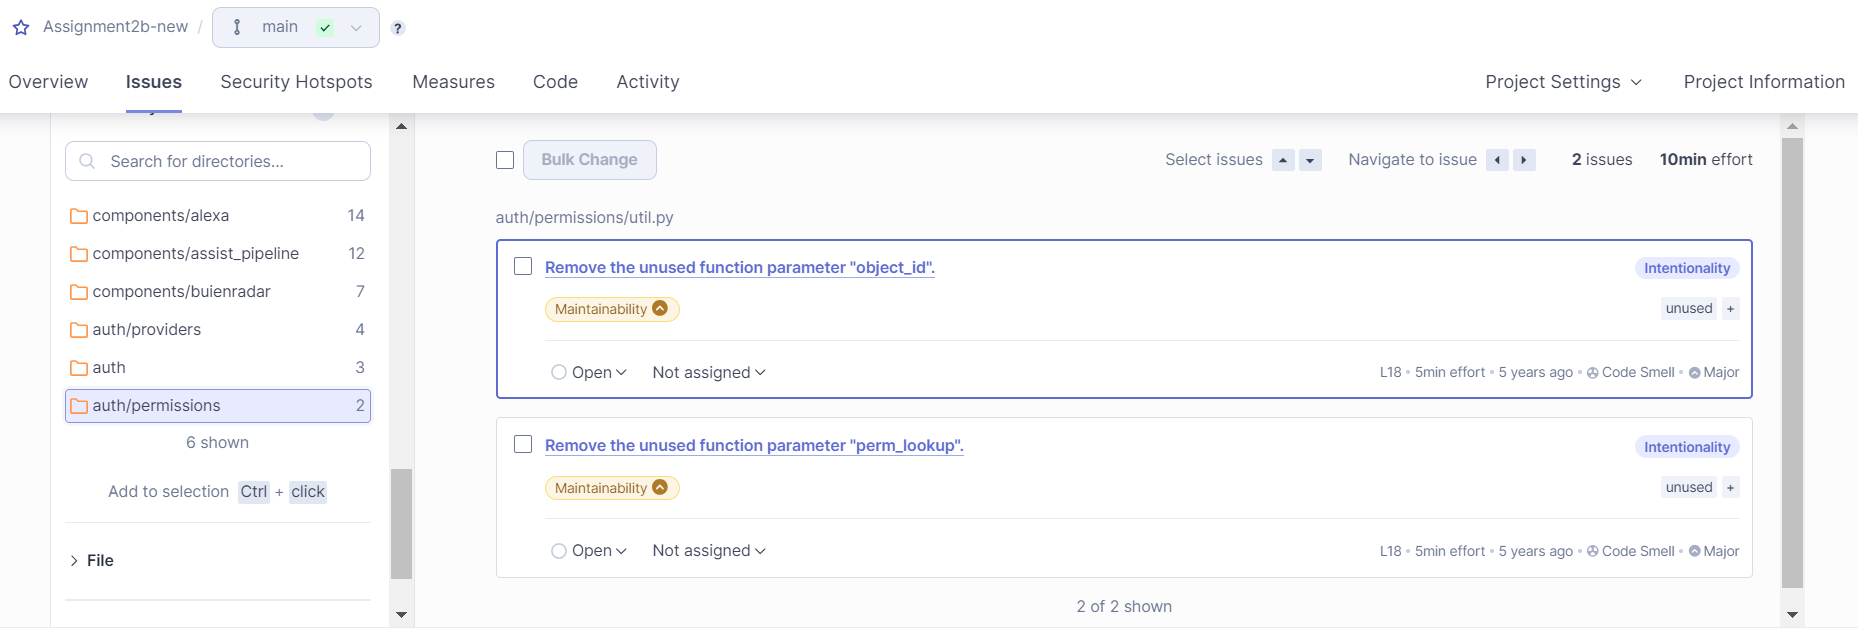 Assignment2b-new / main ?
Overview Issues Security Hotspots Measures Code Activity Project Settings Project Information
Search for directories...
components/alexa 14
components/assist_pipeline 12
components/buienradar 7
auth/providers 4
auth 3
auth/permissions 2
6 shown
Add to selection Ctrl + click
File
Bulk Change Select issues Navigate to issue 2 issues 10min effort
auth/permissions/util.py
Remove the unused function parameter "object_id". Intentionality
Maintainability unused +
Open Not assigned L18 • 5min effort • 5 years ago • Code Smell • Major
Remove the unused function parameter "perm_lookup". Intentionality
Maintainability unused +
Open Not assigned L18 • 5min effort • 5 years ago • Code Smell • Major
2 of 2 shown